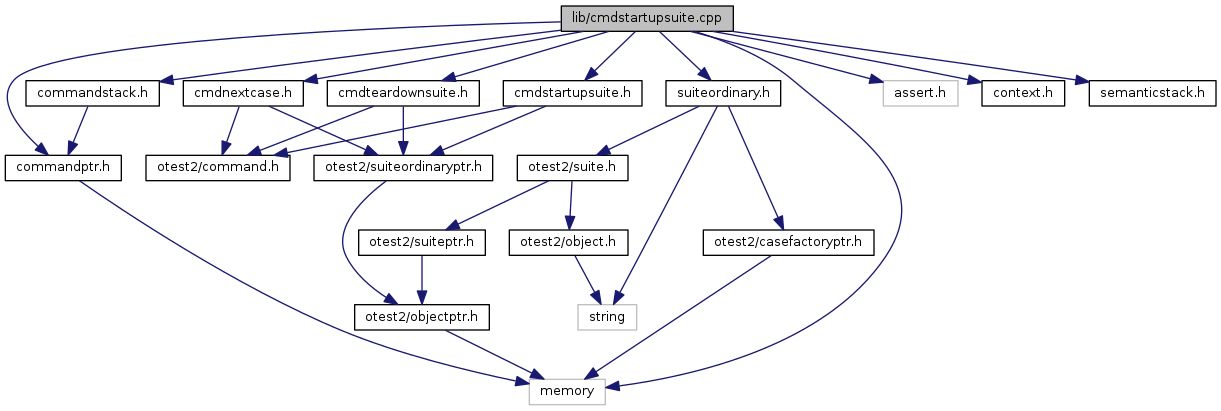 lib/cmdstartupsuite.cpp
commandstack.h
cmdnextcase.h
cmdteardownsuite.h
cmdstartupsuite.h
suiteordinary.h
assert.h
context.h
semanticstack.h
commandptr.h
otest2/command.h
otest2/suiteordinaryptr.h
otest2/suite.h
otest2/suiteptr.h
otest2/object.h
otest2/casefactoryptr.h
otest2/objectptr.h
string
memory